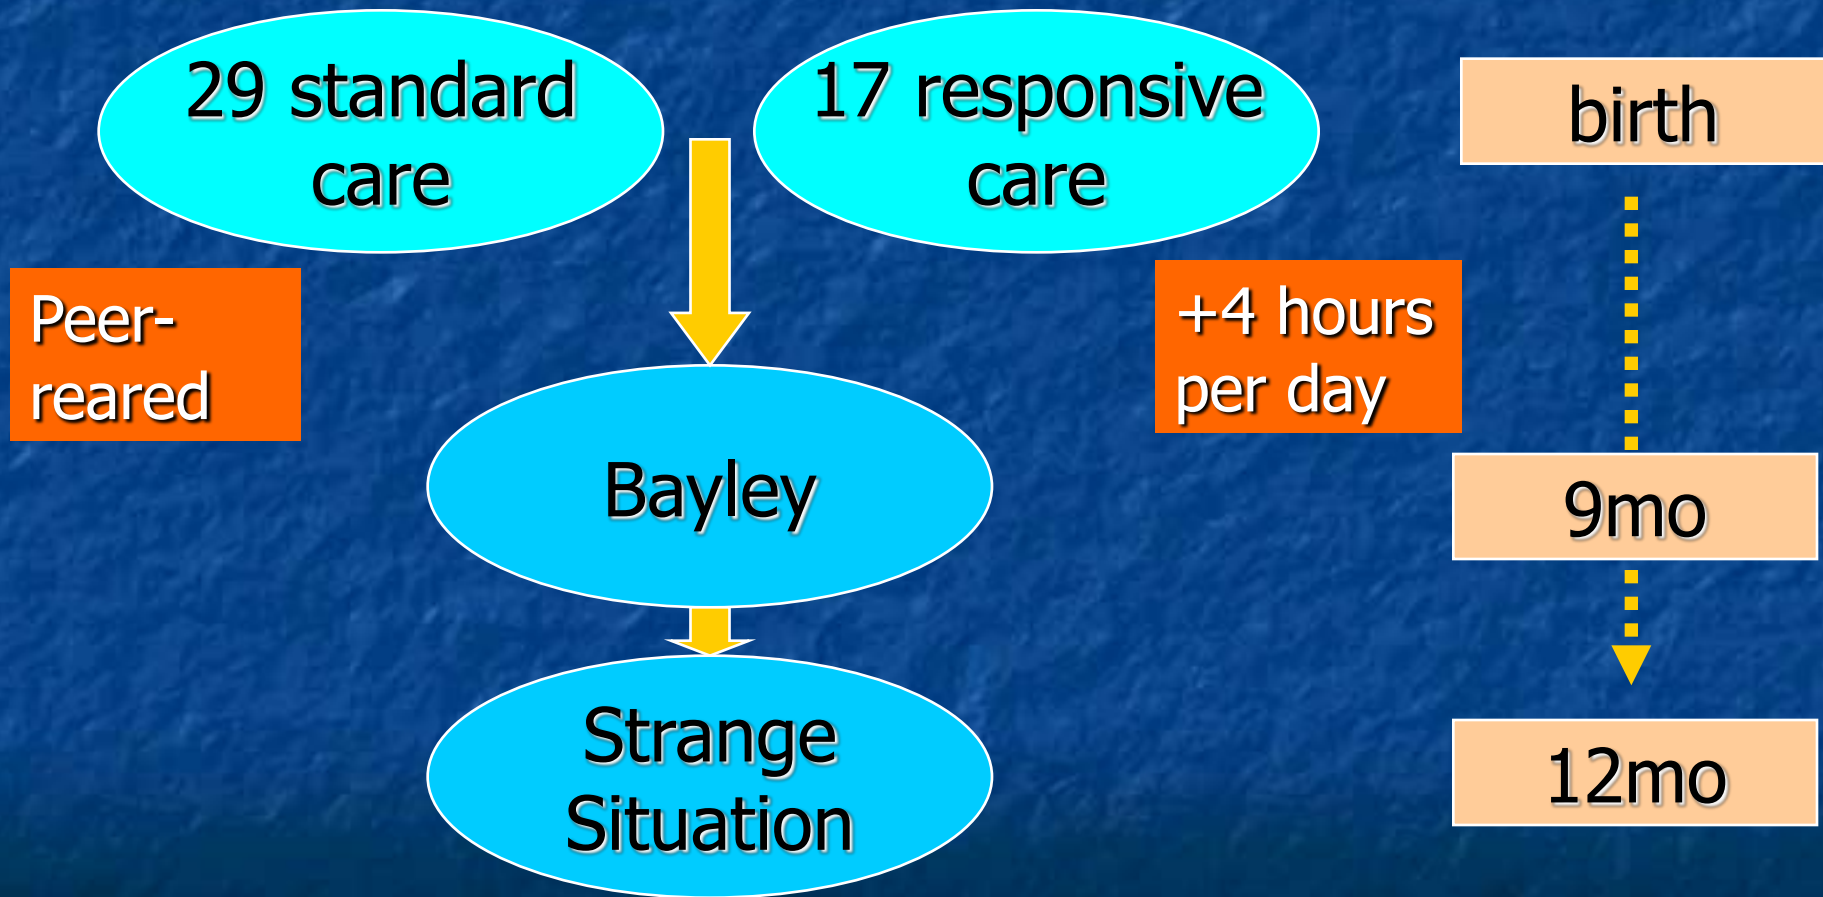 29 standard
care
17 responsive
care
birth
Peer-
reared
+4 hours
per day
Bayley
9mo
Strange
Situation
12mo